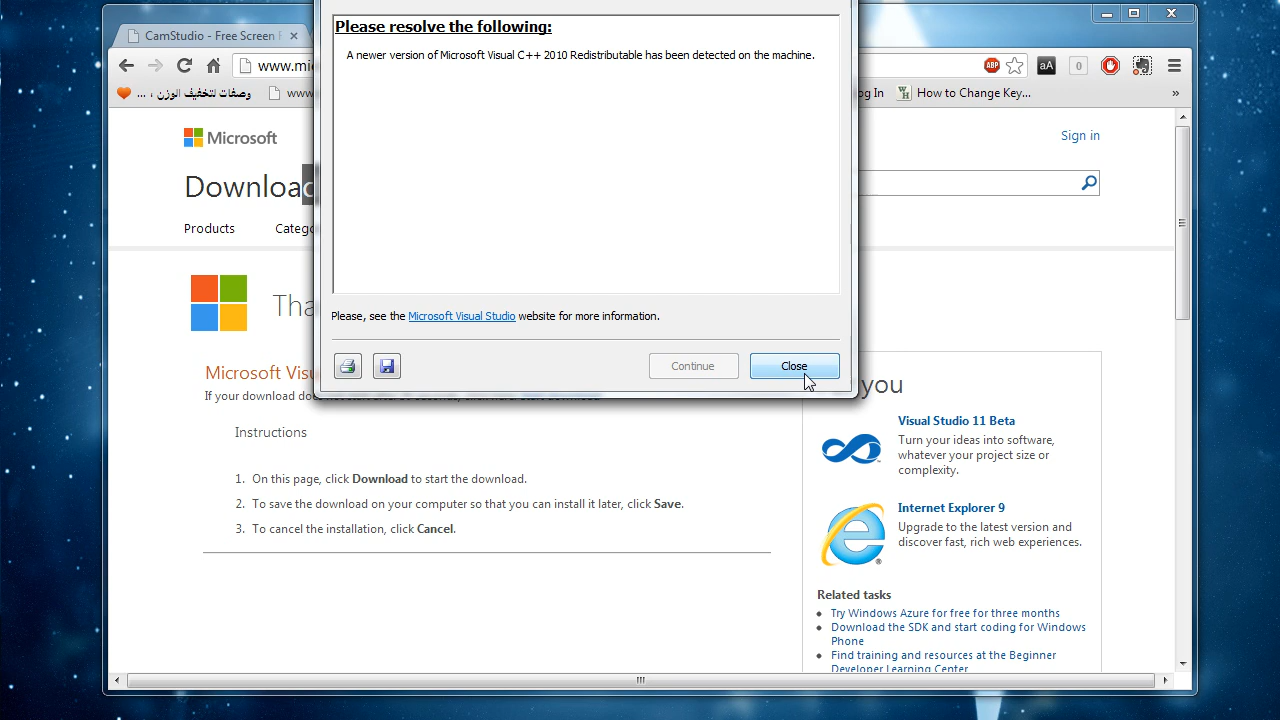 Please resolve the following:
A newer version of Microsoft Visual C++ 2010 Redistributable has been detected on the machine.
Please, see the Microsoft Visual Studio website for more information.
Continue
Close
CamStudio - Free Screen
www.mi
ABP
aA
0
وصفات لتخفيف الوزن ، ...
www
og In
How to Change Key...
»
Microsoft
Sign in
Download
Products
Catego
Tha
you
Microsoft Visu
If your download
Instructions
1. On this page, click Download to start the download.
2. To save the download on your computer so that you can install it later, click Save.
3. To cancel the installation, click Cancel.
Visual Studio 11 Beta
Turn your ideas into software,
whatever your project size or
complexity.
Internet Explorer 9
Upgrade to the latest version and
discover fast, rich web experiences.
Related tasks
Try Windows Azure for free for three months
Download the SDK and start coding for Windows
Phone
Find training and resources at the Beginner
Developer Learning Center